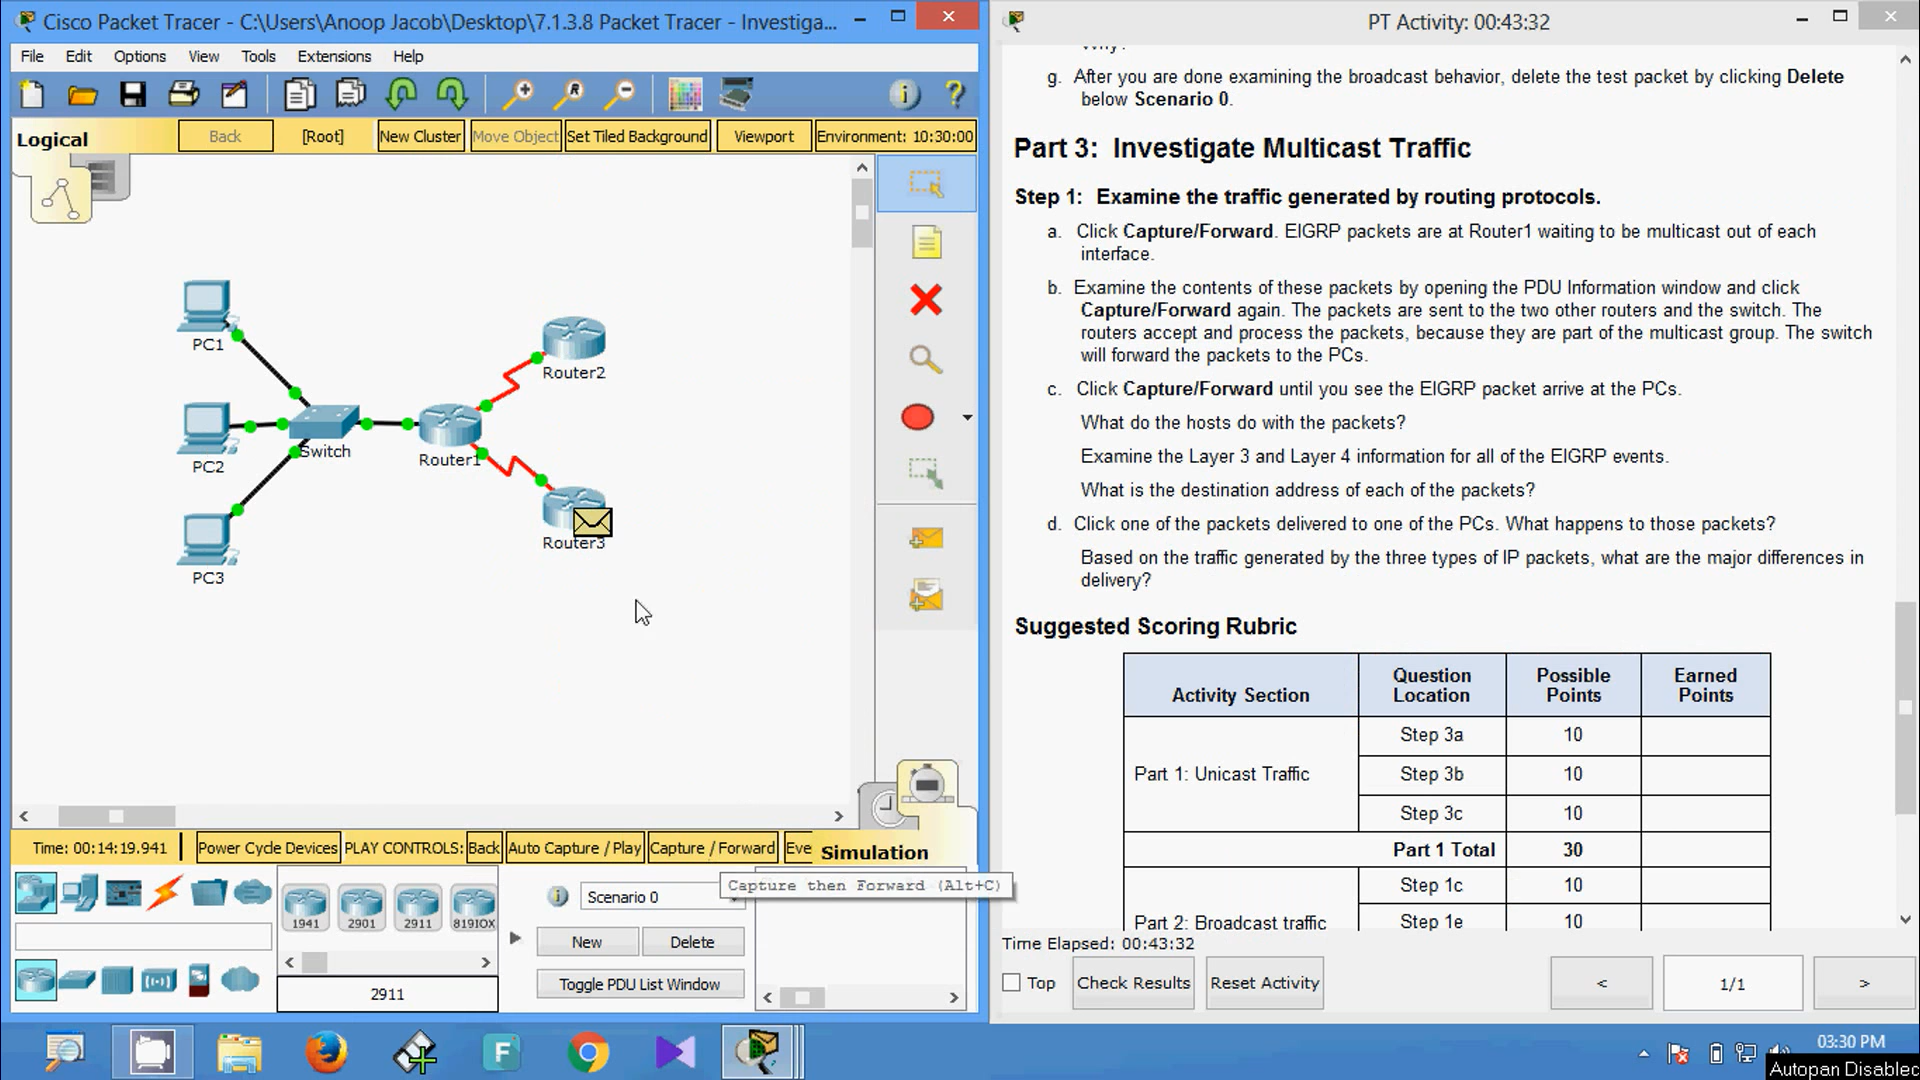 Cisco Packet Tracer - C:\Users\Anoop Jacob\Desktop\7.1.3.8 Packet Tracer - Investiga...
File Edit Options View Tools Extensions Help
Logical
Back
[Root]
New Cluster
Move Object
Set Tiled Background
Viewport
Environment: 10:30:00
PC1
Router2
PC2
Switch
Router1
Router3
PC3
Time: 00:14:19.941
Power Cycle Devices
PLAY CONTROLS:
Back
Auto Capture / Play
Capture / Forward
Eve
Simulation
Capture then Forward (Alt+C)
Scenario 0
1941
2901
2911
819IOX
New
Delete
Toggle PDU List Window
2911
PT Activity: 00:43:32
Why?
g. After you are done examining the broadcast behavior, delete the test packet by clicking Delete
below Scenario 0.
Part 3: Investigate Multicast Traffic
Step 1: Examine the traffic generated by routing protocols.
a. Click Capture/Forward. EIGRP packets are at Router1 waiting to be multicast out of each
interface.
b. Examine the contents of these packets by opening the PDU Information window and click
Capture/Forward again. The packets are sent to the two other routers and the switch. The
routers accept and process the packets, because they are part of the multicast group. The switch
will forward the packets to the PCs.
c. Click Capture/Forward until you see the EIGRP packet arrive at the PCs.
What do the hosts do with the packets?
Examine the Layer 3 and Layer 4 information for all of the EIGRP events.
What is the destination address of each of the packets?
d. Click one of the packets delivered to one of the PCs. What happens to those packets?
Based on the traffic generated by the three types of IP packets, what are the major differences in
delivery?
Suggested Scoring Rubric
Activity Section
Question Location
Possible Points
Earned Points
Part 1: Unicast Traffic
Step 3a 10
Step 3b 10
Step 3c 10
Part 1 Total 30
Part 2: Broadcast traffic
Step 1c 10
Step 1e 10
Time Elapsed: 00:43:32
Top
Check Results
Reset Activity
<
1/1
>
03:30 PM
Autopan Disabled